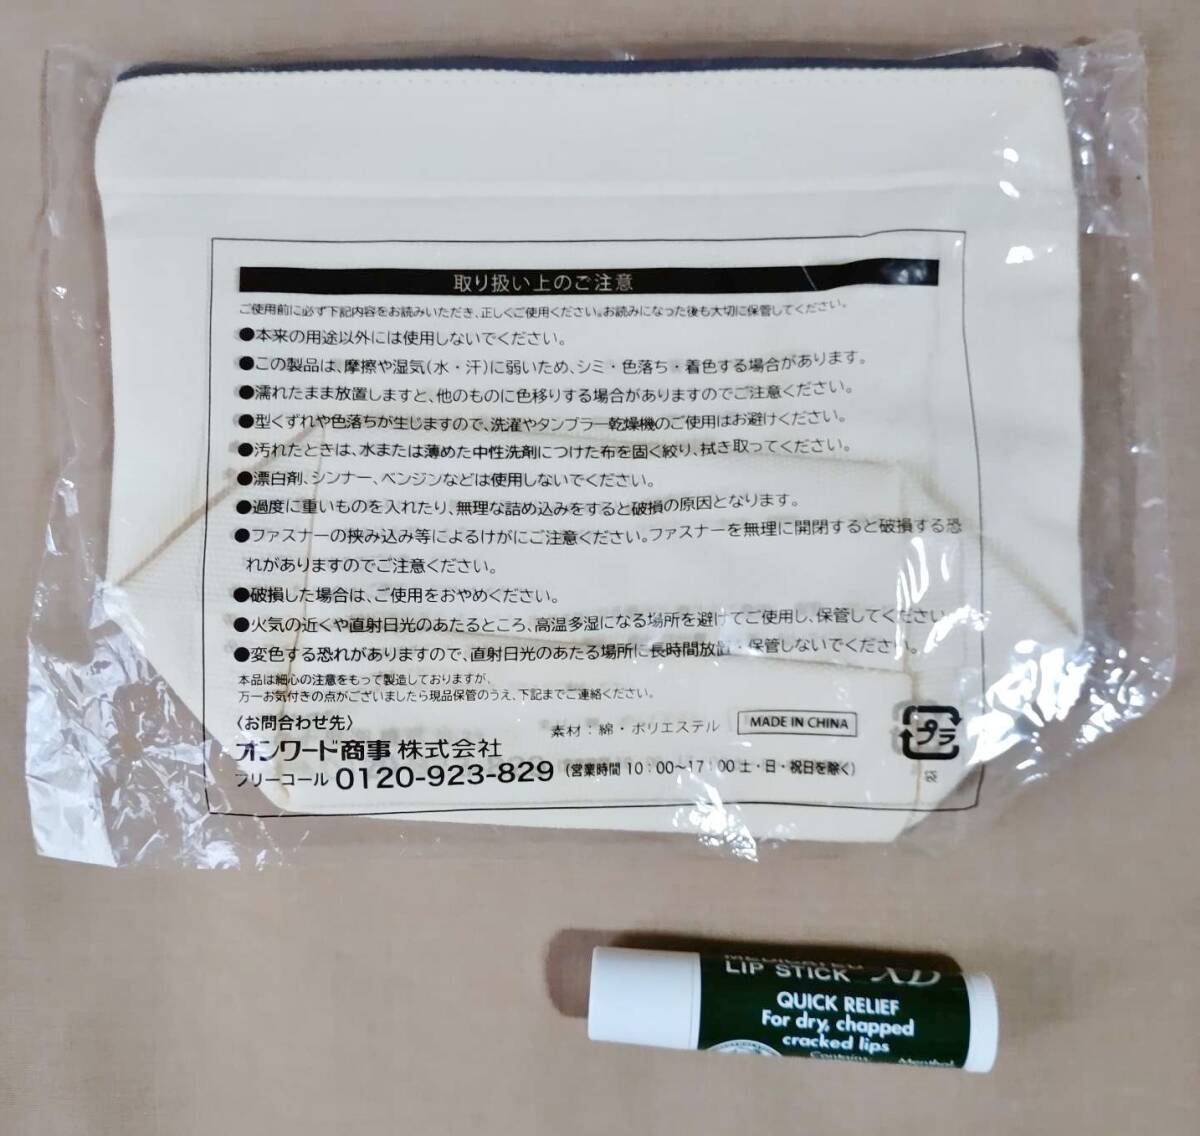 取り扱い上のご注意
ご使用前に必ず下記内容をお読みいただき、正しくご使用ください。お読みになった後も大切に保管してください。
●本来の用途以外には使用しないでください。
●この製品は、摩擦や湿気(水・汗)に弱いため、シミ・色落ち・着色する場合があります。
●濡れたまま放置しますと、他のものに色移りする場合がありますのでご注意ください。
●型くずれや色落ちが生じますので、洗濯やタンブラー乾燥機のご使用はお避けください。
●汚れたときは、水または薄めた中性洗剤につけた布を固く絞り、拭き取ってください。
●漂白剤、シンナー、ベンジンなどは使用しないでください。
●過度に重いものを入れたり、無理な詰め込みをすると破損の原因となります。
●ファスナーの挟み込み等によるけがにご注意ください。ファスナーを無理に開閉すると破損する恐
れがありますのでご注意ください。
●破損した場合は、ご使用をおやめください。
●火気の近くや直射日光のあたるところ、高温多湿になる場所を避けてご使用し、保管してください。
●変色する恐れがありますので、直射日光のあたる場所に長時間放置・保管しないでください。
本品は細心の注意をもって製造しておりますが、
万一お気付きの点がございましたら現品保管のうえ、下記までご連絡ください。
〈お問合わせ先〉
素材：綿・ポリエステル
MADE IN CHINA
プラ
袋
オンワード商事 株式会社
フリーコール 0120-923-829 (営業時間 10：00〜17：00 土・日・祝日を除く)
MEDICATED
LIP STICK XD
QUICK RELIEF
For dry, chapped
cracked lips
Contains Menthol